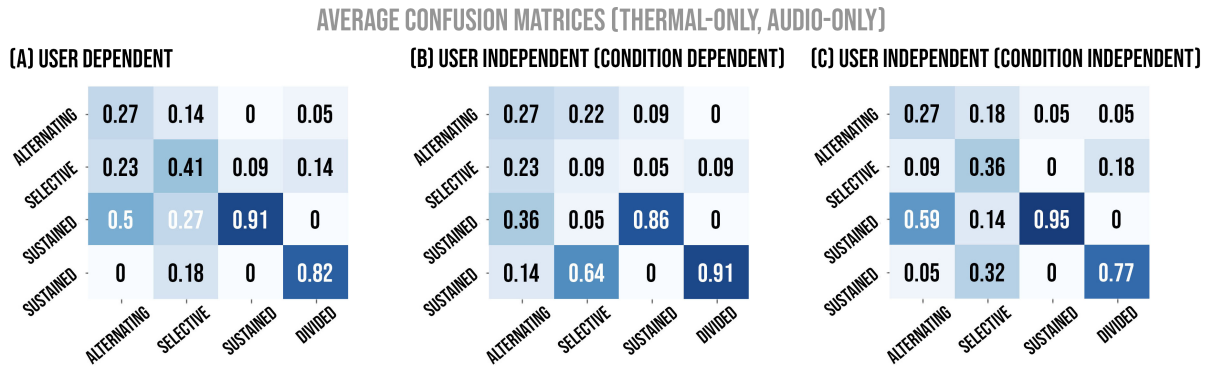 AVERAGE CONFUSION MATRICES (THERMAL-ONLY, AUDIO-ONLY)
(A) USER DEPENDENT
ALTERNATING 0.27 0.14 0 0.05
SELECTIVE 0.23 0.41 0.09 0.14
SUSTAINED 0.5 0.27 0.91 0
SUSTAINED 0 0.18 0 0.82
ALTERNATING SELECTIVE SUSTAINED DIVIDED
(B) USER INDEPENDENT (CONDITION DEPENDENT)
ALTERNATING 0.27 0.22 0.09 0
SELECTIVE 0.23 0.09 0.05 0.09
SUSTAINED 0.36 0.05 0.86 0
SUSTAINED 0.14 0.64 0 0.91
ALTERNATING SELECTIVE SUSTAINED DIVIDED
(C) USER INDEPENDENT (CONDITION INDEPENDENT)
ALTERNATING 0.27 0.18 0.05 0.05
SELECTIVE 0.09 0.36 0 0.18
SUSTAINED 0.59 0.14 0.95 0
SUSTAINED 0.05 0.32 0 0.77
ALTERNATING SELECTIVE SUSTAINED DIVIDED